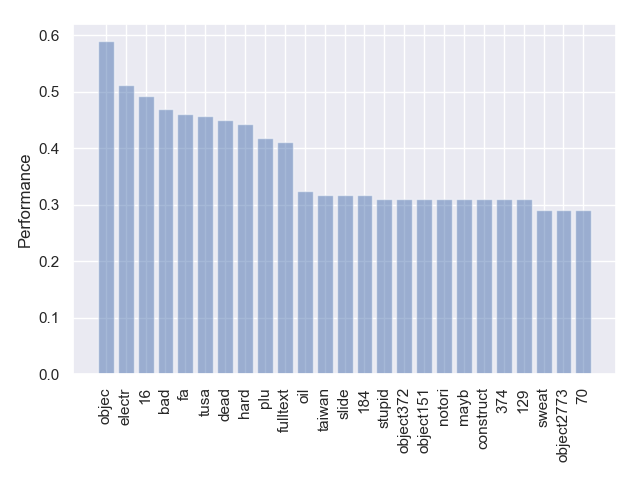 0.6
0.5
0.4
0.3
0.2
0.1
0.0
Performance
objec
electr
16
bad
fa
tusa
dead
hard
plu
fulltext
oil
taiwan
slide
184
stupid
object372
object151
notori
mayb
construct
374
129
sweat
object2773
70